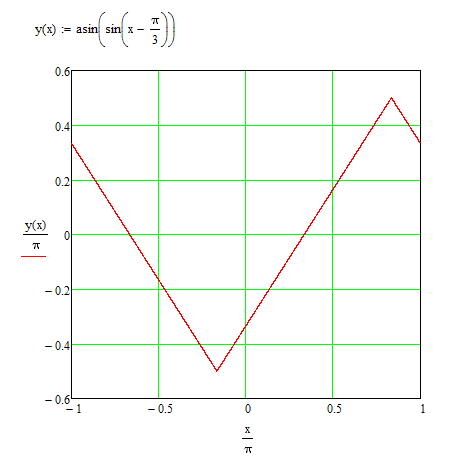 y(x) := asin(sin(x − π/3))
0.6
0.4
0.2
0
− 0.2
− 0.4
− 0.6
y(x)
π
− 1
− 0.5
0
0.5
1
x
π